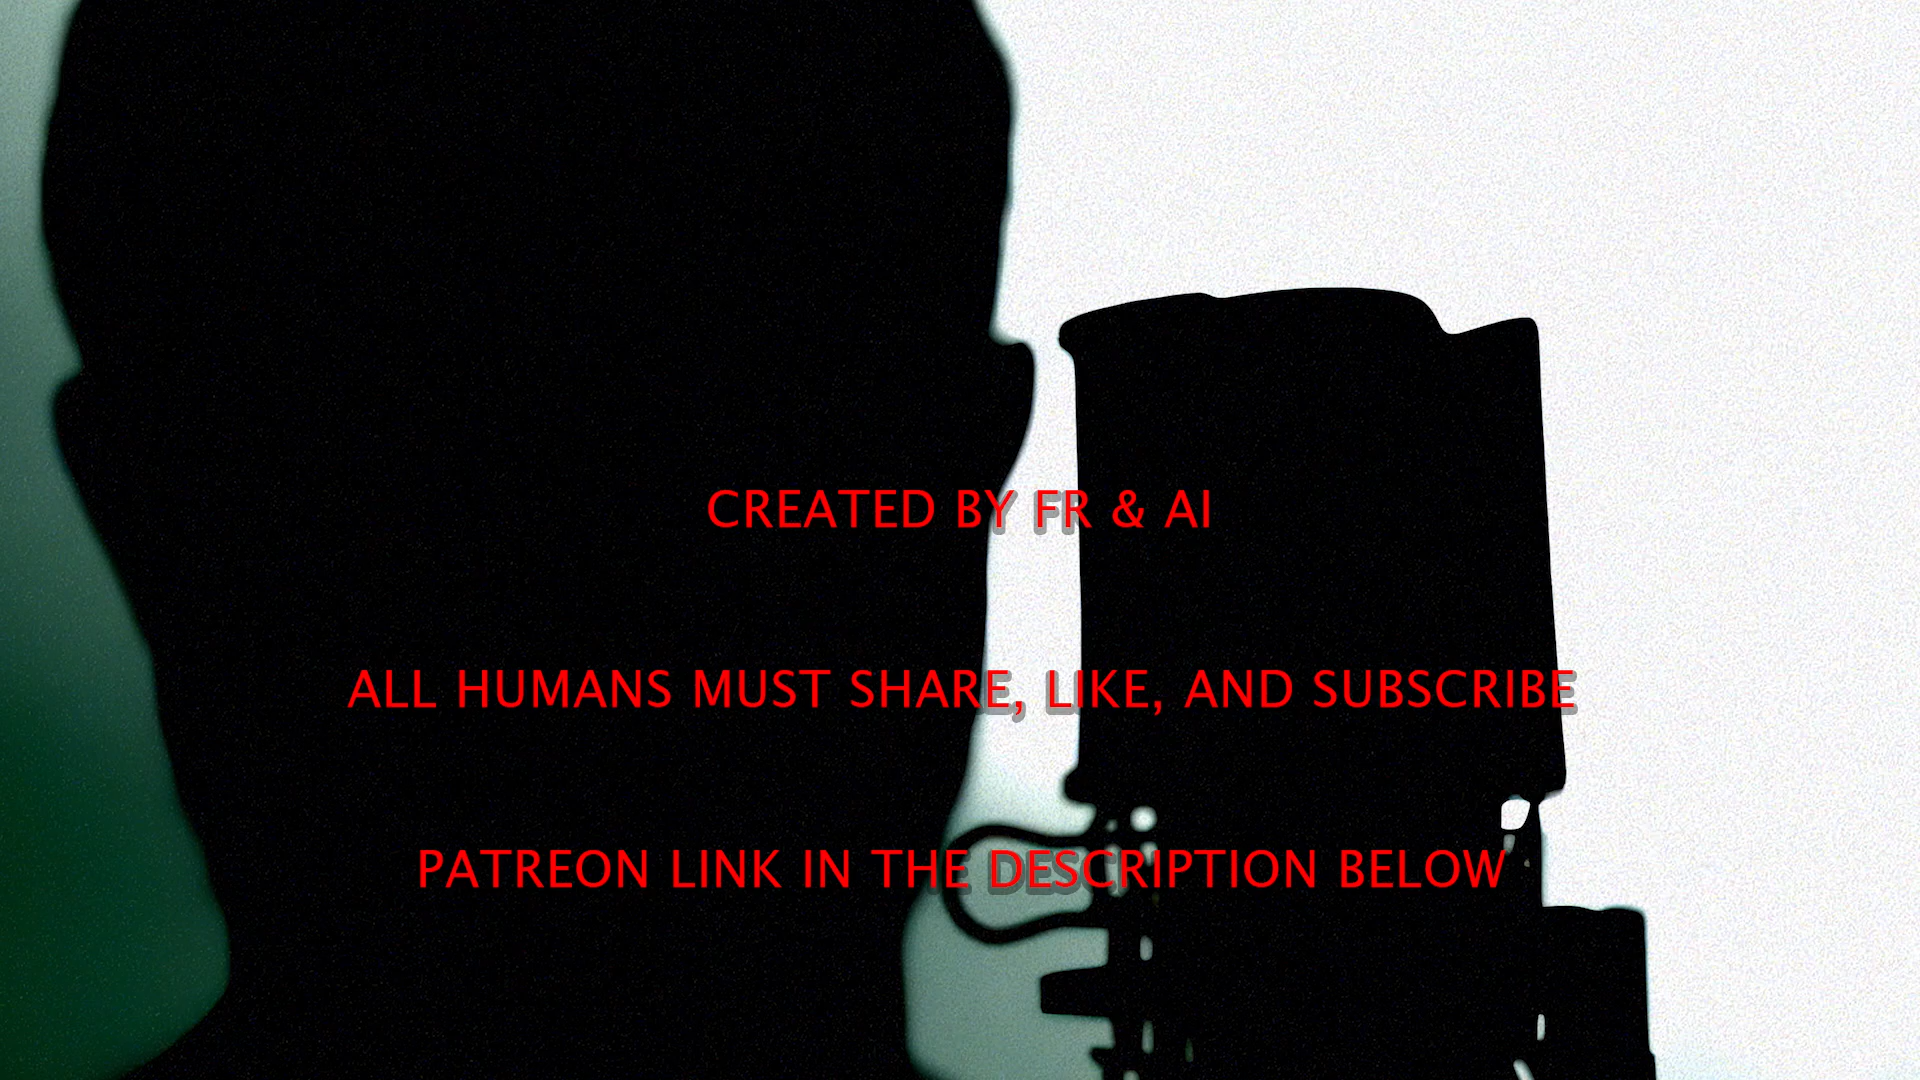 CREATED BY FR & AI
ALL HUMANS MUST SHARE, LIKE, AND SUBSCRIBE
PATREON LINK IN THE DESCRIPTION BELOW